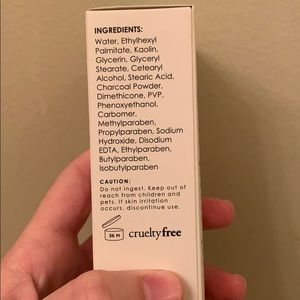 INGREDIENTS:
Water, Ethylhexyl
Palmitate, Kaolin,
Glycerin, Glyceryl
Stearate, Cetearyl
Alcohol, Stearic Acid,
Charcoal Powder,
Dimethicone, PVP,
Phenoxyethanol,
Carbomer,
Methylparaben,
Propylparaben, Sodium
Hydroxide, Disodium
EDTA, Ethylparaben,
Butylparaben,
Isobutylparaben
CAUTION:
Do not ingest. Keep out of
reach from children and
pets. If skin irritation
occurs, discontinue use.
36 M
crueltyfree